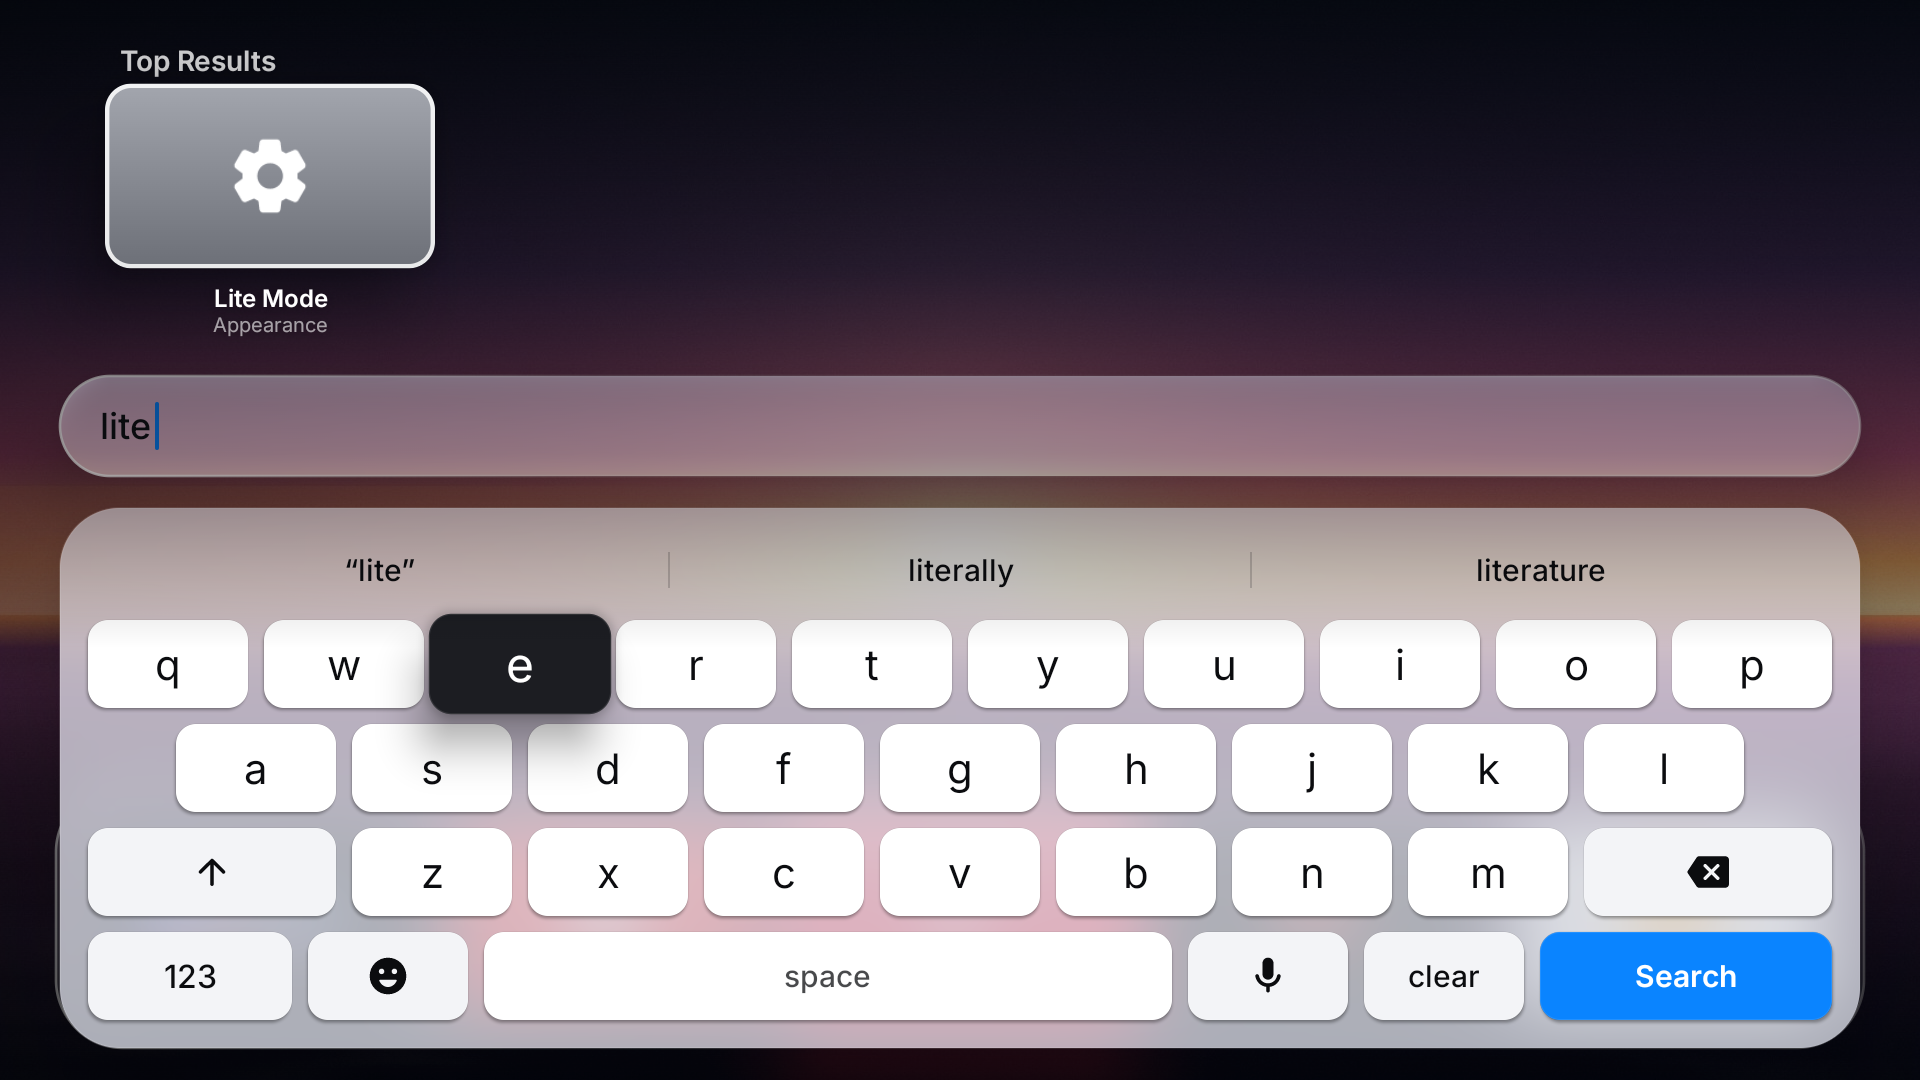 Top Results
Lite Mode
Appearance
lite
“lite” literally literature
q w e r t y u i o p
a s d f g h j k l
z x c v b n m
123 space clear Search